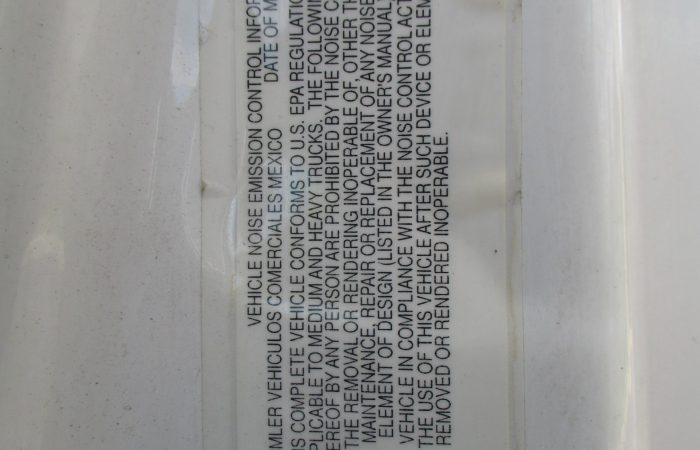 VEHICLE NOISE EMISSION CONTROL INFOR
MLER VEHICULOS COMERCIALES MEXICO DATE OF M
IS COMPLETE VEHICLE CONFORMS TO U.S. EPA REGULATIO
PLICABLE TO MEDIUM AND HEAVY TRUCKS. THE FOLLOWI
EREOF BY ANY PERSON ARE PROHIBITED BY THE NOISE C
THE REMOVAL OR RENDERING INOPERABLE OF, OTHER TH
MAINTENANCE, REPAIR OR REPLACEMENT OF ANY NOISE
ELEMENT OF DESIGN (LISTED IN THE OWNER'S MANUAL)
VEHICLE IN COMPLIANCE WITH THE NOISE CONTROL ACT
THE USE OF THIS VEHICLE AFTER SUCH DEVICE OR ELEM
REMOVED OR RENDERED INOPERABLE.